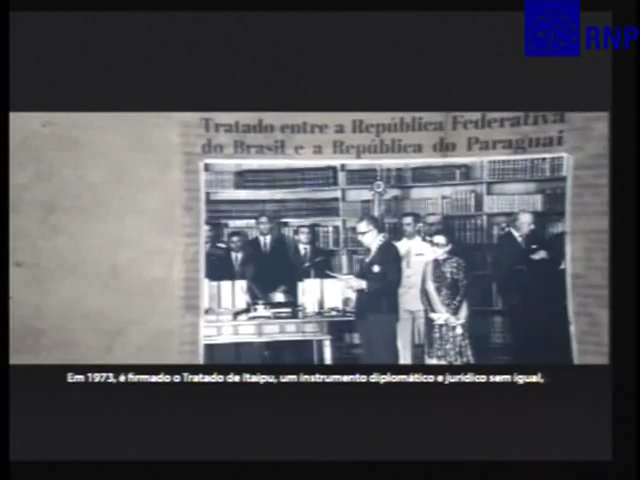 RNP
Tratado entre a República Federativa
do Brasil e a República do Paraguai
Em 1973, é firmado o Tratado de Itaipu, um instrumento diplomático e jurídico sem igual,